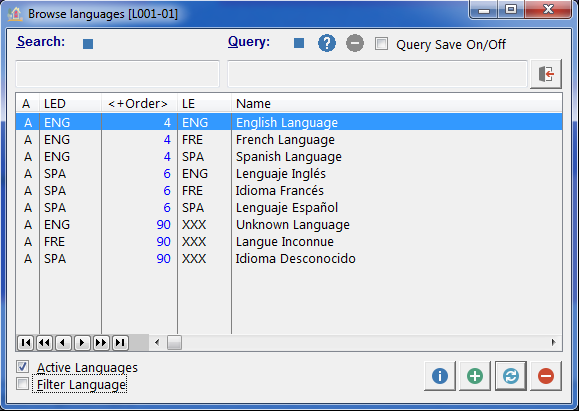 Browse languages [L001-01]
Search: Query: Query Save On/Off
A LED <+Order> LE Name
A ENG 4 ENG English Language
A ENG 4 FRE French Language
A ENG 4 SPA Spanish Language
A SPA 6 ENG Lenguaje Inglés
A SPA 6 FRE Idioma Francés
A SPA 6 SPA Lenguaje Español
A ENG 90 XXX Unknown Language
A FRE 90 XXX Langue Inconnue
A SPA 90 XXX Idioma Desconocido
Active Languages
Filter Language